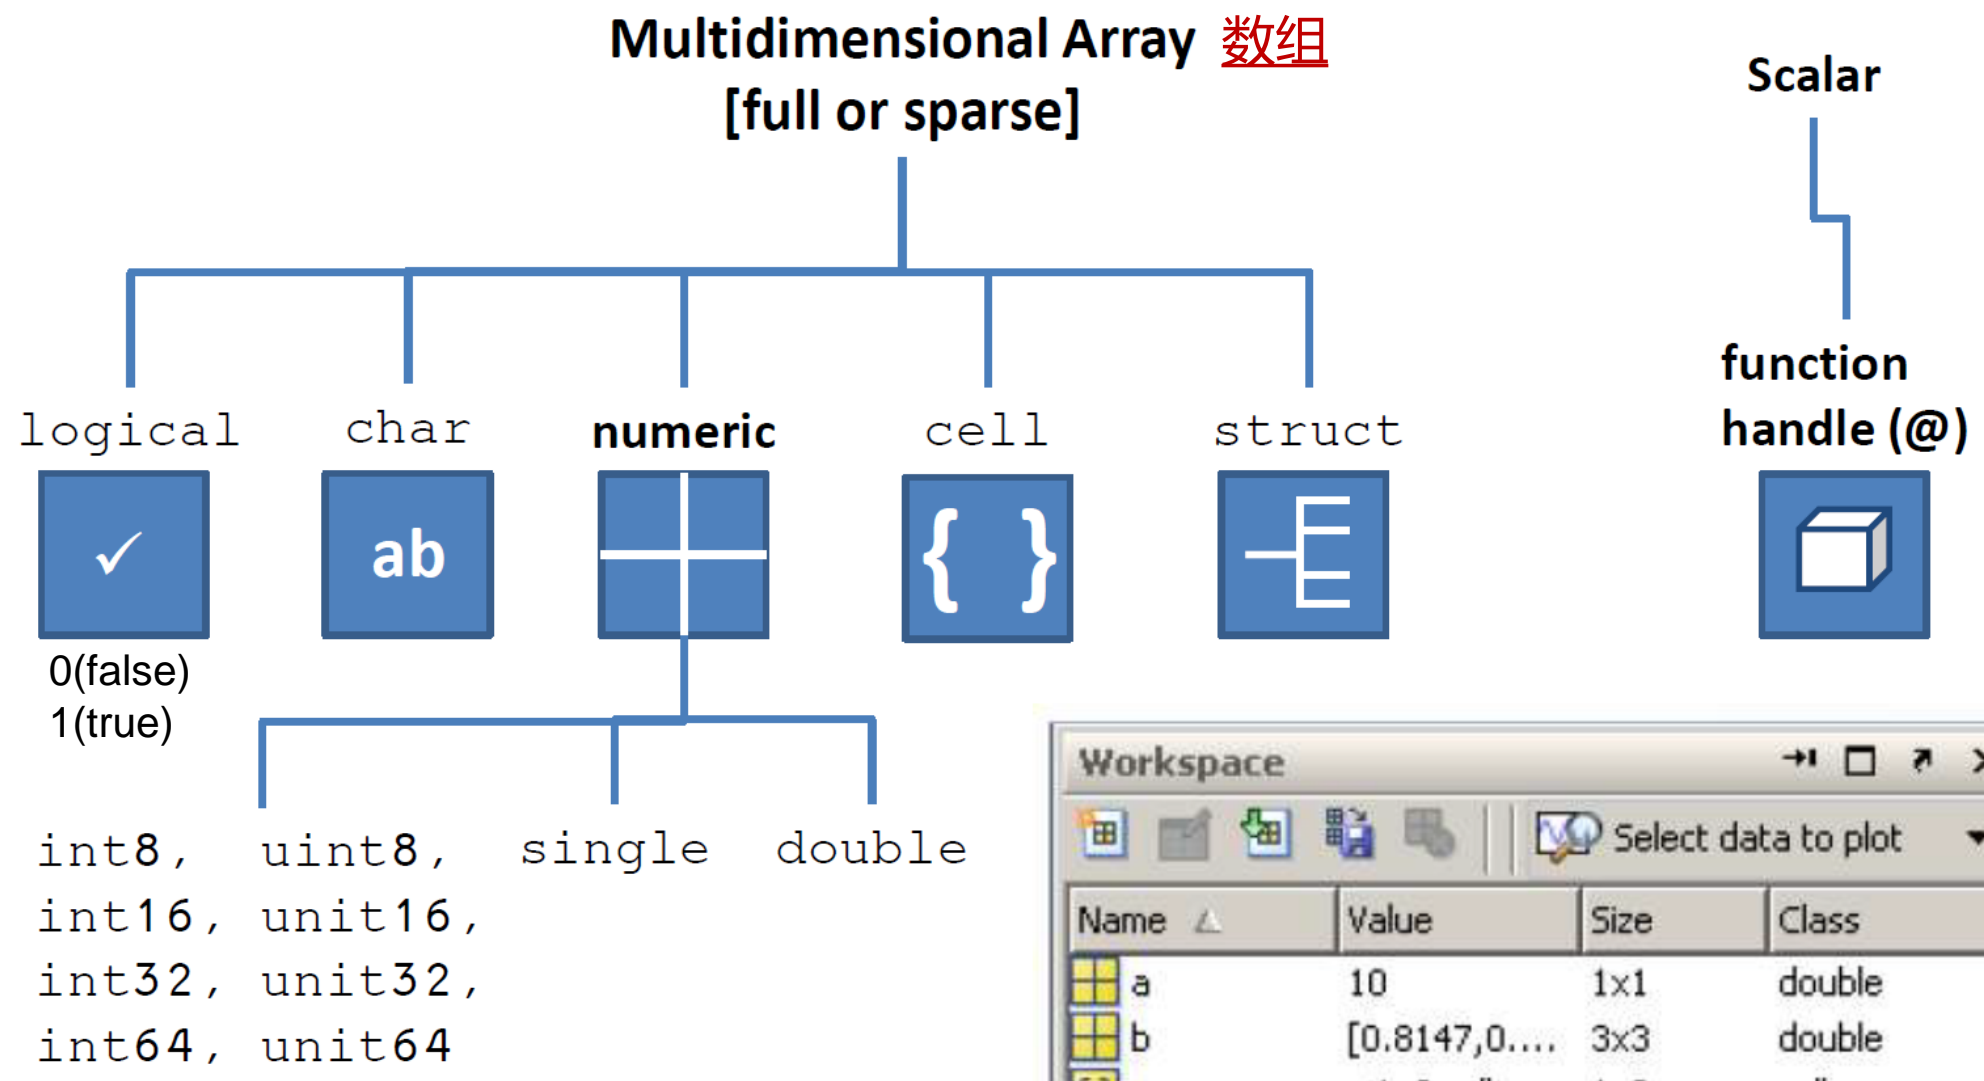 Multidimensional Array 数组
[full or sparse]
Scalar
logical
char
numeric
cell
struct
function
handle (@)
ab
{ }
0(false)
1(true)
int8, uint8,
int16, unit16,
int32, unit32,
int64, unit64
single
double
Workspace
Select data to plot
Name Value Size Class
a 10 1x1 double
b [0.8147,0.... 3x3 double